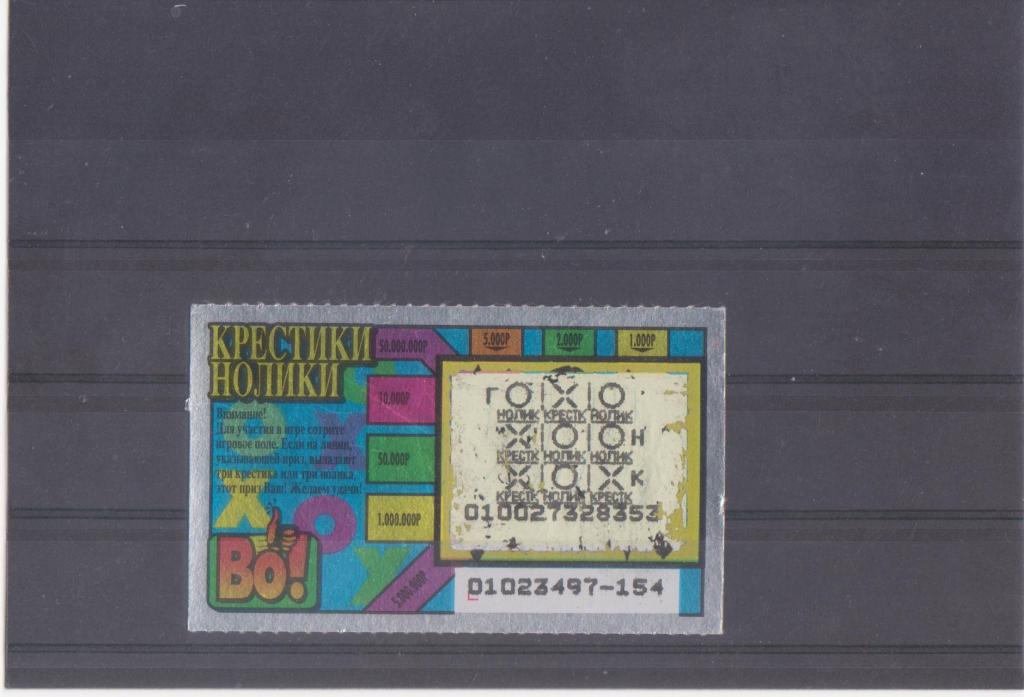 КРЕСТИКИ
НОЛИКИ
Внимание!
Для участия в игре сотрите
игровое поле. Если на линии,
указывающей приз, выпадают
три крестика или три нолика,
этот приз Ваш! Желаем удачи!
ВО!
50.000.000Р
5.000Р
2.000Р
1.000Р
10.000Р
50.000Р
1.000.000Р
5.000.000Р
Г О X О
НОЛИК КРЕСТК НОЛИК
X О О Н
КРЕСТК НОЛИК НОЛИК
X О X К
КРЕСТК НОЛИК КРЕСТК
010027328353
01023497-154